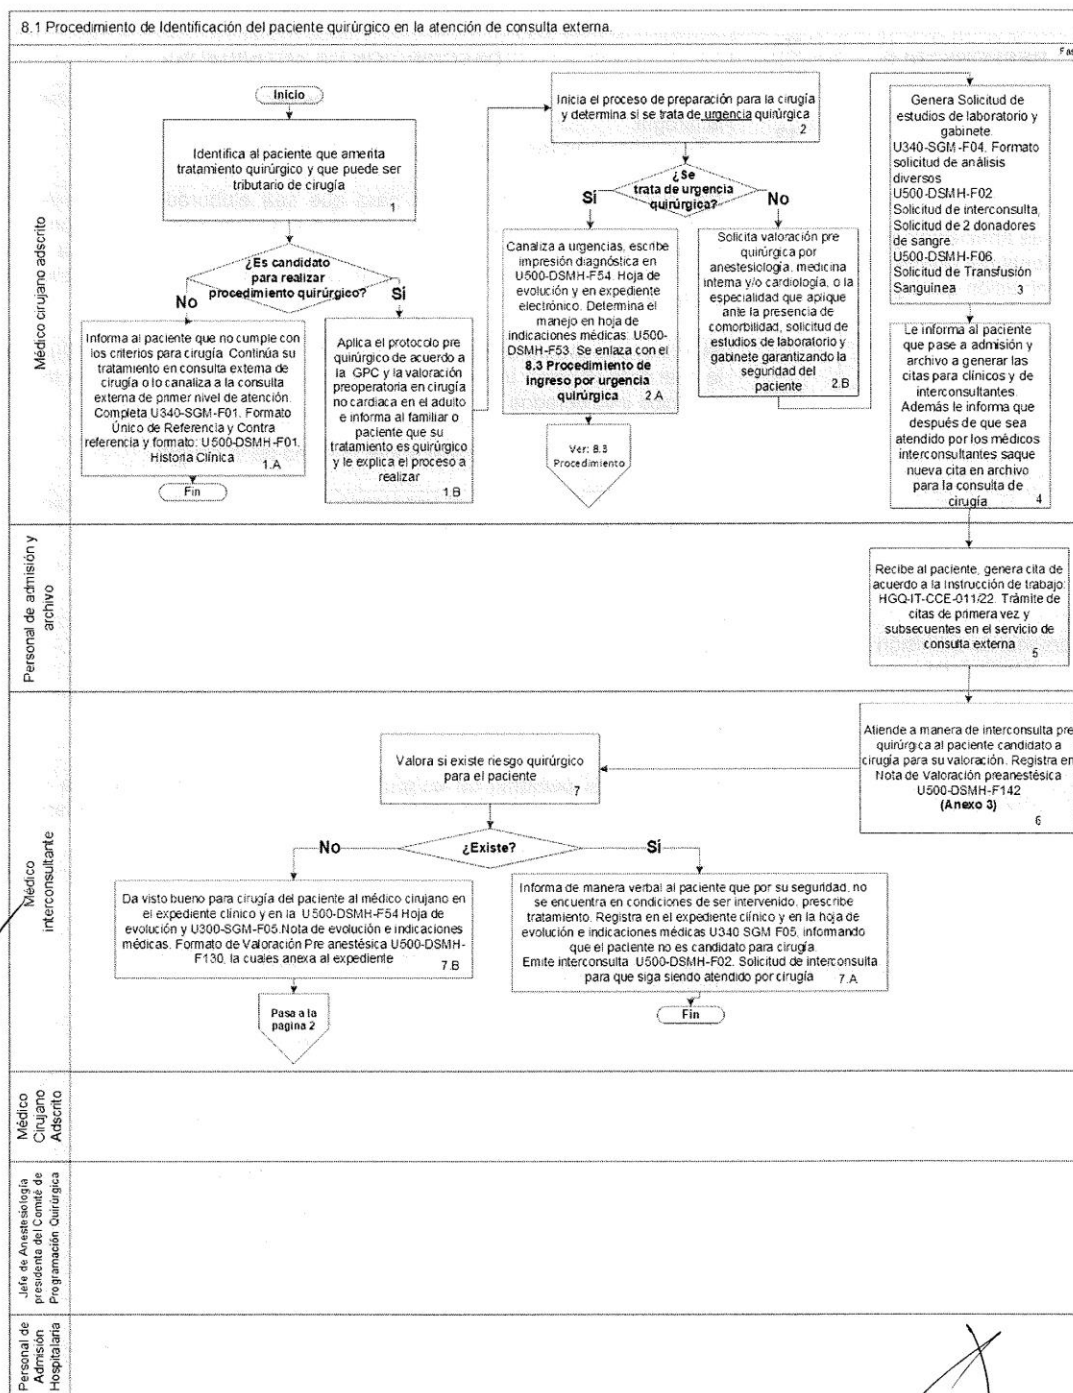 8.1 Procedimiento de Identificación del paciente quirúrgico en la atención de consulta externa.
Fas
Médico cirujano adscrito
Inicio
Identifica al paciente que amerita
tratamiento quirúrgico y que puede ser
tributario de cirugía
1
¿Es candidato
para realizar
procedimiento quirúrgico?
No
Sí
Informa al paciente que no cumple con
los criterios para cirugía. Continúa su
tratamiento en consulta externa de
cirugía o lo canaliza a la consulta
externa de primer nivel de atención.
Completa U340-SGM-F01. Formato
Único de Referencia y Contra
referencia y formato: U500-DSMH-F01.
Historia Clínica
1.A
Fin
Aplica el protocolo pre
quirúrgico de acuerdo a
la GPC y la valoración
preoperatoria en cirugía
no cardiaca en el adulto
e informa al familiar o
paciente que su
tratamiento es quirúrgico
y le explica el proceso a
realizar
1.B
Inicia el proceso de preparación para la cirugía
y determina si se trata de urgencia quirúrgica
2
¿Se
trata de urgencia
quirúrgica?
Sí
No
Canaliza a urgencias, escribe
impresión diagnóstica en
U500-DSMH-F54. Hoja de
evolución y en expediente
electrónico. Determina el
manejo en hoja de
indicaciones médicas: U500-
DSMH-F53. Se enlaza con el
8.3 Procedimiento de
ingreso por urgencia
quirúrgica
2.A
Ver: 8.3
Procedimiento
Solicita valoración pre
quirúrgica por
anestesiología, medicina
interna y/o cardiología, o la
especialidad que aplique
ante la presencia de
comorbilidad, solicitud de
estudios de laboratorio y
gabinete garantizando la
seguridad del
paciente
2.B
Genera Solicitud de
estudios de laboratorio y
gabinete.
U340-SGM-F04. Formato
solicitud de análisis
diversos
U500-DSMH-F02
Solicitud de interconsulta,
Solicitud de 2 donadores
de sangre.
U500-DSMH-F06.
Solicitud de Transfusión
Sanguínea
3
Le informa al paciente
que pase a admisión y
archivo a generar las
citas para clínicos y de
interconsultantes.
Además le informa que
después de que sea
atendido por los médicos
interconsultantes saque
nueva cita en archivo
para la consulta de
cirugía
4
Personal de admisión y
archivo
Recibe al paciente, genera cita de
acuerdo a la Instrucción de trabajo:
HGQ-IT-CCE-011/22. Trámite de
citas de primera vez y
subsecuentes en el servicio de
consulta externa
5
Médico
interconsultante
Atiende a manera de interconsulta pre
quirúrgica al paciente candidato a
cirugía para su valoración. Registra en
Nota de Valoración preanestésica
U500-DSMH-F142
(Anexo 3)
6
Valora si existe riesgo quirúrgico
para el paciente
7
¿Existe?
No
Sí
Da visto bueno para cirugía del paciente al médico cirujano en
el expediente clínico y en la U500-DSMH-F54 Hoja de
evolución y U300-SGM-F05.Nota de evolución e indicaciones
médicas. Formato de Valoración Pre anestésica U500-DSMH-
F130, la cuales anexa al expediente
7.B
Pasa a la
pagina 2
Informa de manera verbal al paciente que por su seguridad, no
se encuentra en condiciones de ser intervenido, prescribe
tratamiento. Registra en el expediente clínico y en la hoja de
evolución e indicaciones médicas U340 SGM F05, informando
que el paciente no es candidato para cirugía.
Emite interconsulta U500-DSMH-F02. Solicitud de interconsulta
para que siga siendo atendido por cirugía
7.A
Fin
Médico
Cirujano
Adscrito
Jefe de Anestesiología
presidenta del Comité de
Programación Quirúrgica
Personal de
Admisión
Hospitalaria